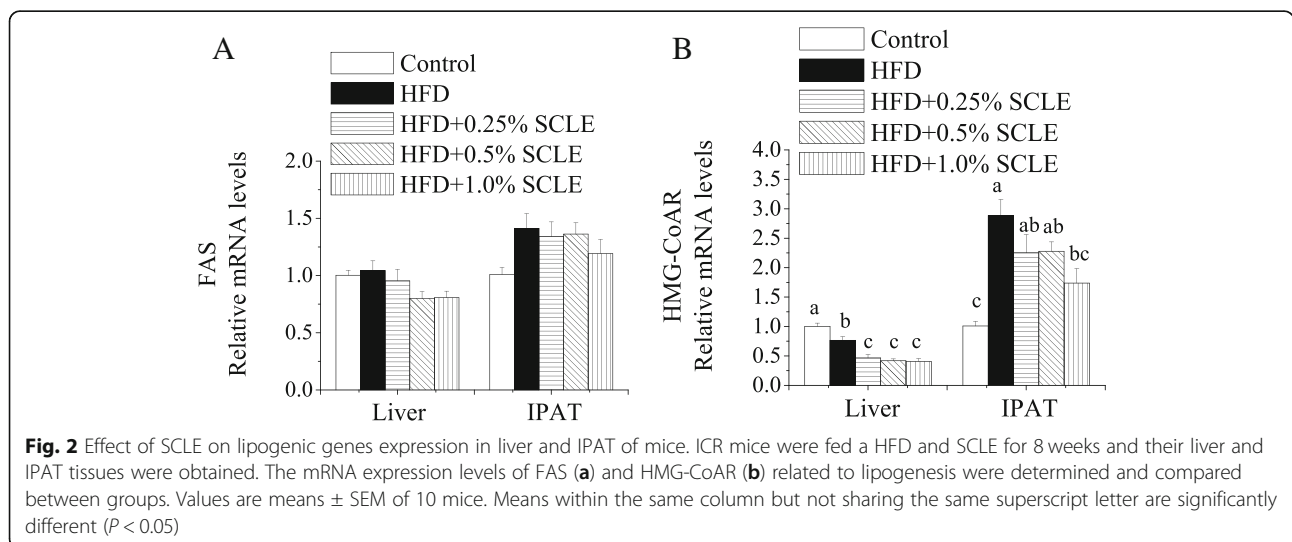 A
Control
HFD
HFD+0.25% SCLE
HFD+0.5% SCLE
HFD+1.0% SCLE
FAS
Relative mRNA levels
2.0
1.5
1.0
0.5
0.0
Liver
IPAT
B
Control
HFD
HFD+0.25% SCLE
HFD+0.5% SCLE
HFD+1.0% SCLE
HMG-CoAR
Relative mRNA levels
4.0
3.5
3.0
2.5
2.0
1.5
1.0
0.5
0.0
a
b
c
c
c
c
a
ab
ab
bc
Liver
IPAT
Fig. 2 Effect of SCLE on lipogenic genes expression in liver and IPAT of mice. ICR mice were fed a HFD and SCLE for 8 weeks and their liver and
IPAT tissues were obtained. The mRNA expression levels of FAS (a) and HMG-CoAR (b) related to lipogenesis were determined and compared
between groups. Values are means ± SEM of 10 mice. Means within the same column but not sharing the same superscript letter are significantly
different (P < 0.05)